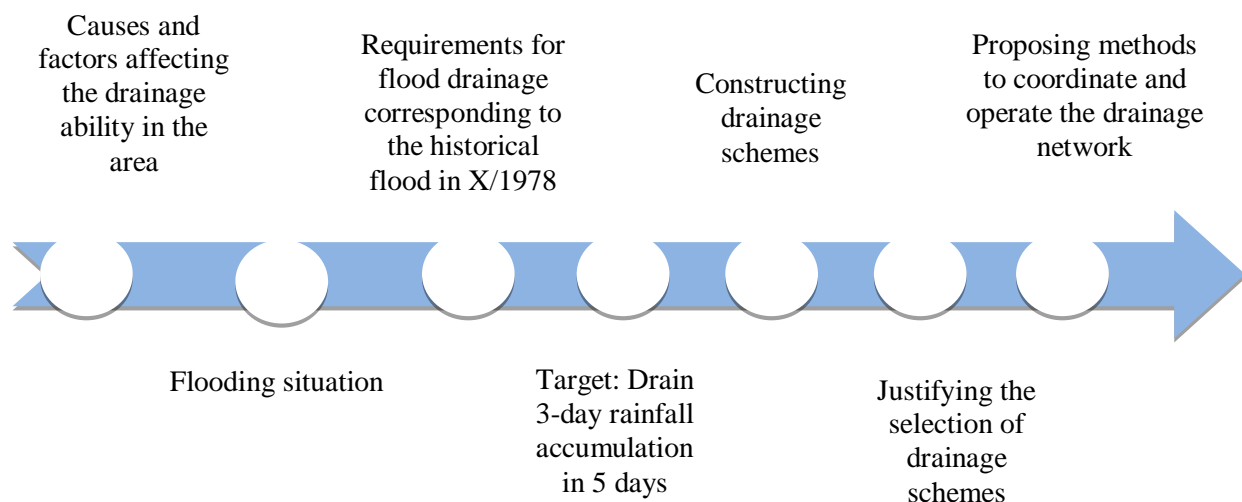 Causes and
factors affecting
the drainage
ability in the
area
Flooding situation
Requirements for
flood drainage
corresponding to
the historical
flood in X/1978
Target: Drain
3-day rainfall
accumulation
in 5 days
Constructing
drainage
schemes
Justifying the
selection of
drainage
schemes
Proposing methods
to coordinate and
operate the drainage
network